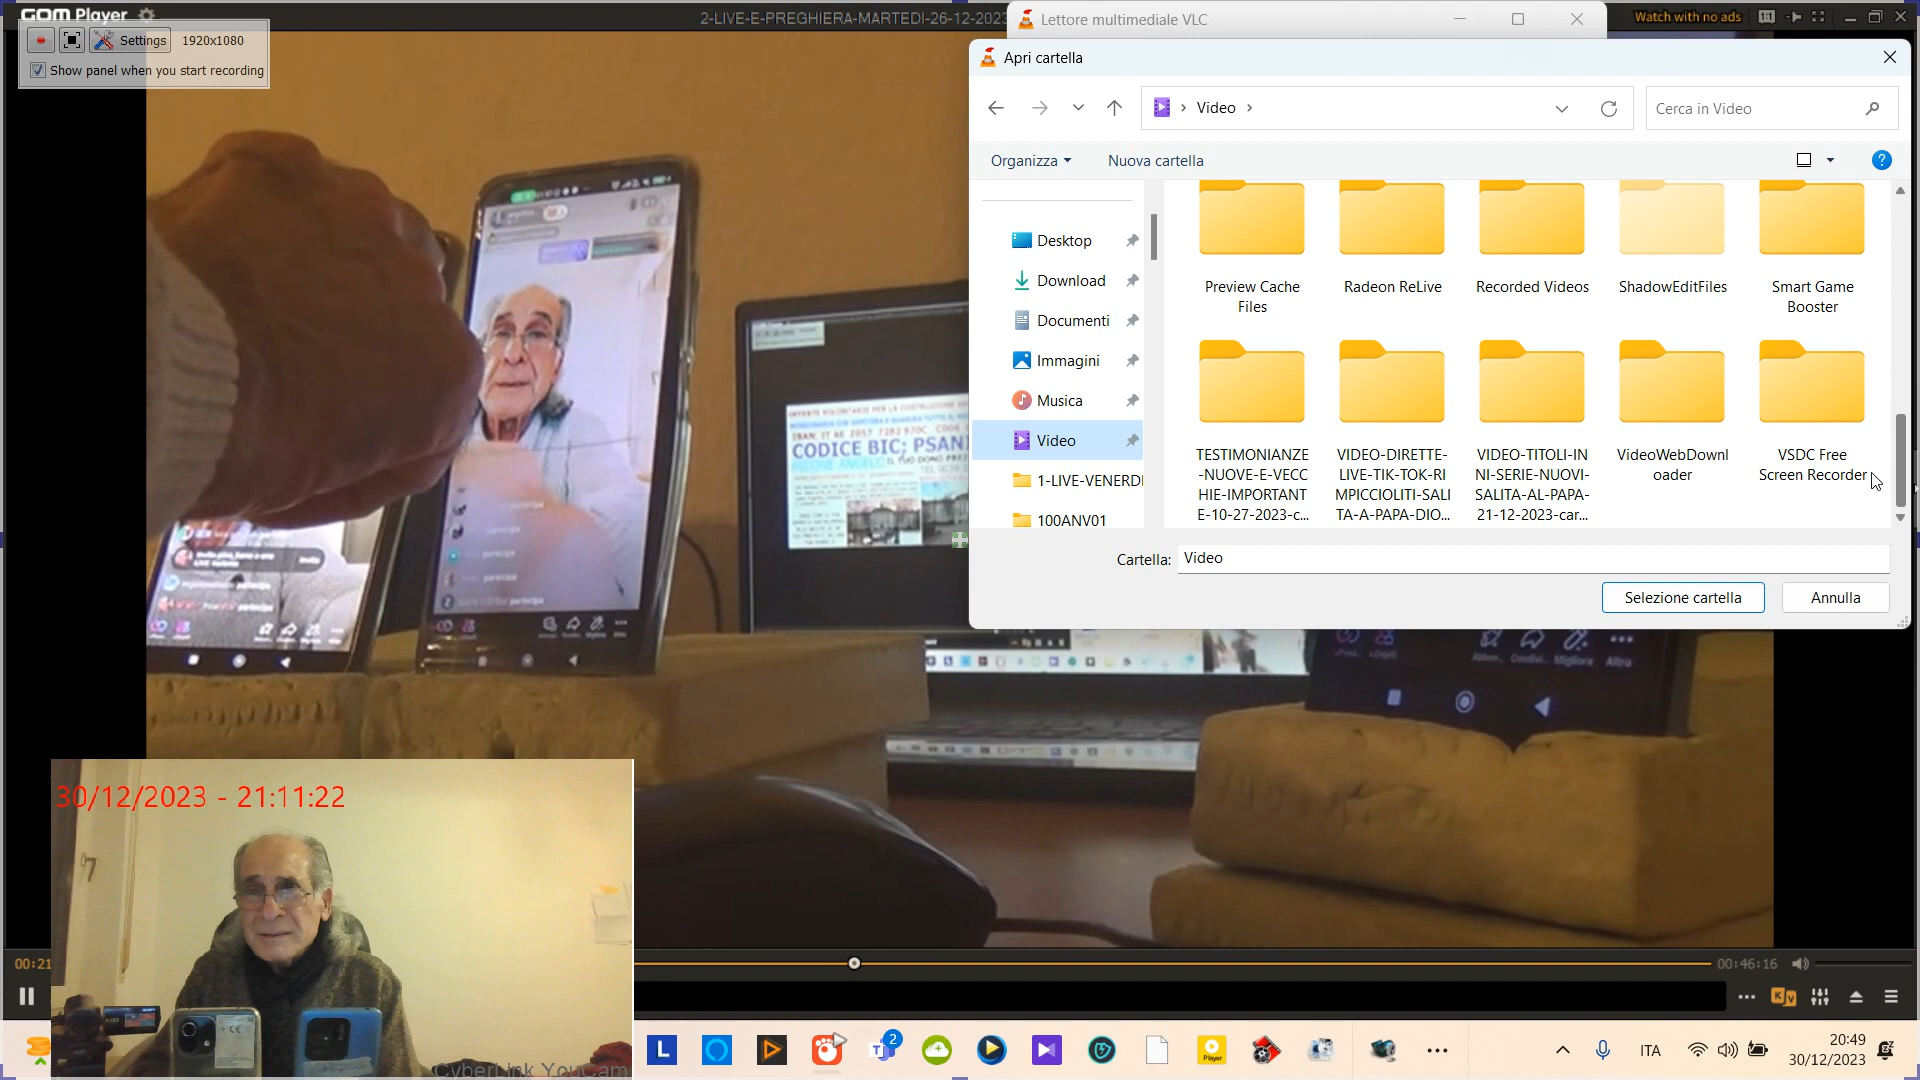 GOM Player
2-LIVE-E-PREGHIERA-MARTEDI-26-12-2023
Watch with no ads
Settings
1920x1080
Show panel when you start recording
Lettore multimediale VLC
Apri cartella
Video
Cerca in Video
Organizza
Nuova cartella
Desktop
Download
Documenti
Immagini
Musica
Video
1-LIVE-VENERDI
100ANV01
Preview Cache
Files
Radeon ReLive
Recorded Videos
ShadowEditFiles
Smart Game
Booster
TESTIMONIANZE
-NUOVE-E-VECC
HIE-IMPORTANT
E-10-27-2023-c...
VIDEO-DIRETTE-
LIVE-TIK-TOK-RI
MPICCIOLITI-SALI
TA-A-PAPA-DIO...
VIDEO-TITOLI-IN
NI-SERIE-NUOVI-
SALITA-AL-PAPA-
21-12-2023-car...
VideoWebDownl
oader
VSDC Free
Screen Recorder
Cartella:
Video
Selezione cartella
Annulla
CODICE BIC; PSANI
partecipa
Altro
30/12/2023 - 21:11:22
CyberLink YouCam
00:21
00:46:16
2
Player
ITA
20:49
30/12/2023